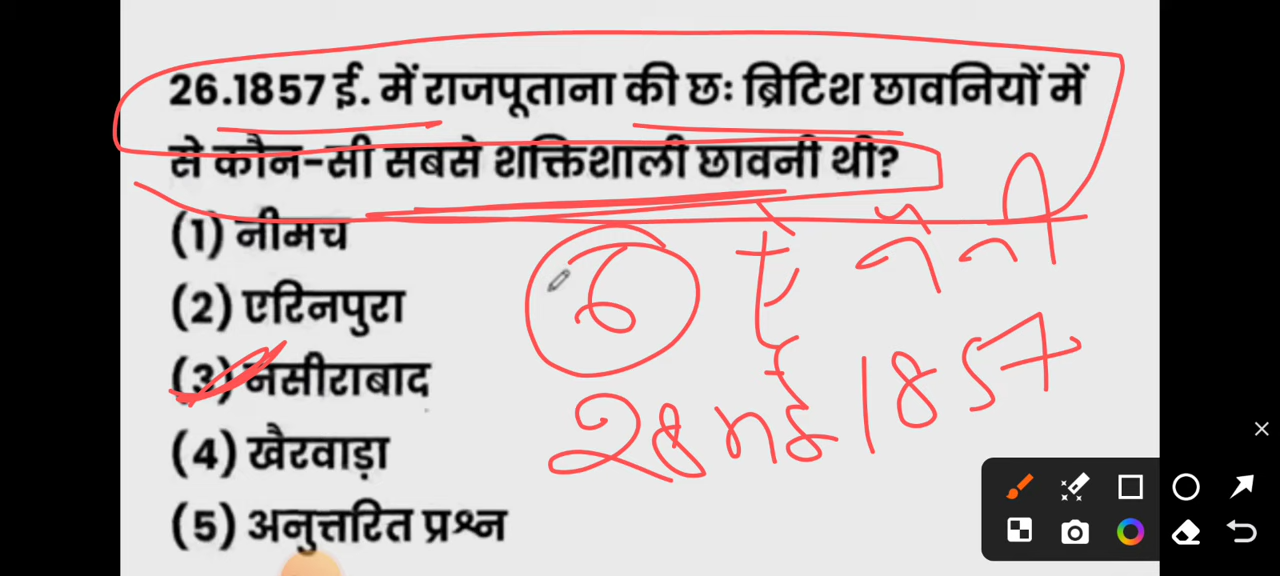 26.1857 ई. में राजपूताना की छः ब्रिटिश छावनियों में
से कौन-सी सबसे शक्तिशाली छावनी थी?
(1) नीमच
(2) एरिनपुरा
(3) नसीराबाद
(4) खैरवाड़ा
(5) अनुत्तरित प्रश्न
6
28 मई 1857